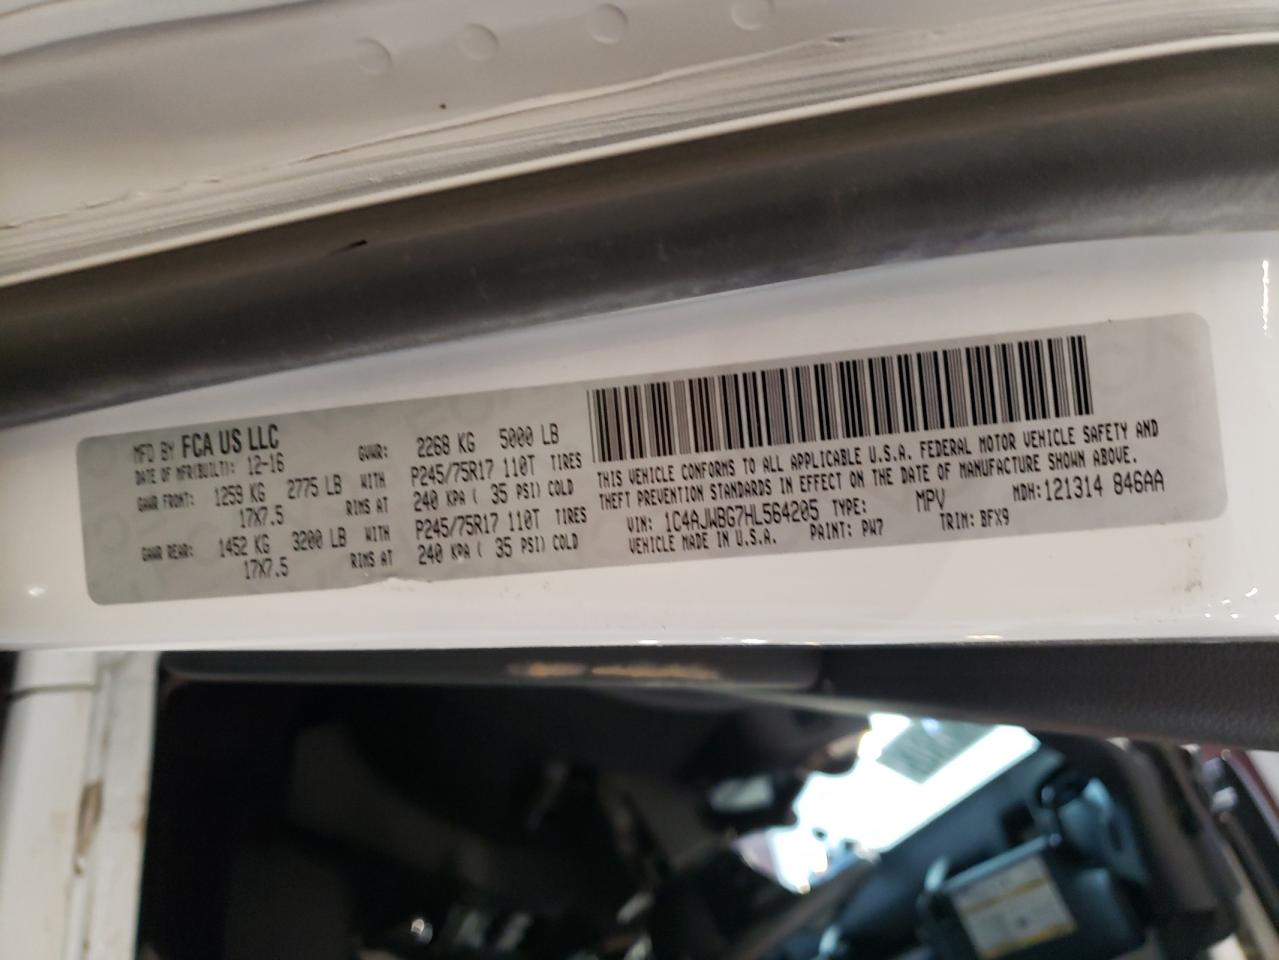 MFD BY FCA US LLC
DATE OF MFR(BUILT): 12-16 GVWR: 2268 KG 5000 LB
GAWR FRONT: 1259 KG 2775 LB WITH P245/75R17 110T TIRES
17X7.5 RIMS AT 240 KPA ( 35 PSI) COLD
GAWR REAR: 1452 KG 3200 LB WITH P245/75R17 110T TIRES
17X7.5 RIMS AT 240 KPA ( 35 PSI) COLD
THIS VEHICLE CONFORMS TO ALL APPLICABLE U.S.A. FEDERAL MOTOR VEHICLE SAFETY AND
THEFT PREVENTION STANDARDS IN EFFECT ON THE DATE OF MANUFACTURE SHOWN ABOVE.
VIN: 1C4AJWBG7HL564205 TYPE: MPV MDH:121314 846AA
VEHICLE MADE IN U.S.A. PAINT: PW7 TRIM: BFX9